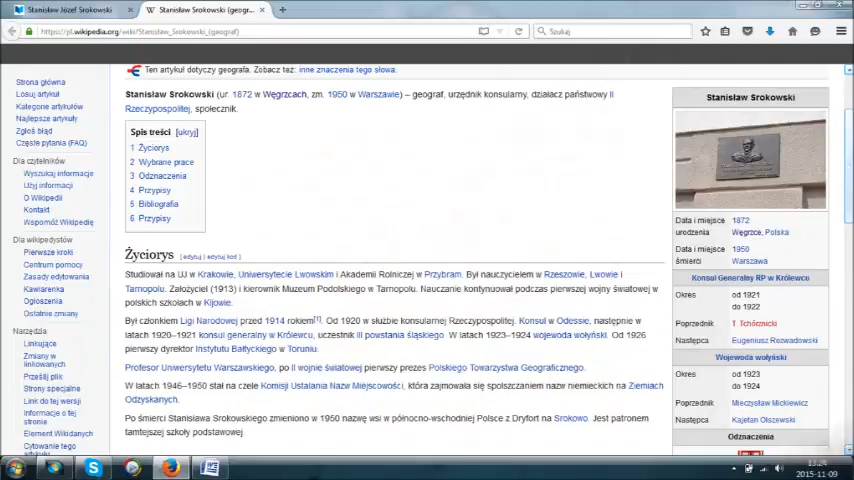 Stanisław Józef Srokowski
Stanisław Srokowski (geogr...
https://pl.wikipedia.org/wiki/Stanisław_Srokowski_(geograf)
Szukaj
Strona główna
Losuj artykuł
Kategorie artykułów
Najlepsze artykuły
Zgłoś błąd
Częste pytania (FAQ)
Dla czytelników
Wyszukaj informacje
Użyj informacji
O Wikipedii
Kontakt
Wspomóż Wikipedię
Dla wikipedystów
Pierwsze kroki
Centrum pomocy
Zasady edytowania
Kawiarenka
Ogłoszenia
Ostatnie zmiany
Narzędzia
Linkujące
Zmiany w
linkowanych
Prześlij plik
Strony specjalne
Link do tej wersji
Informacje o tej
stronie
Element Wikidanych
Cytowanie tego
Ten artykuł dotyczy geografa. Zobacz też: inne znaczenia tego słowa.
Stanisław Srokowski (ur. 1872 w Węgrzcach, zm. 1950 w Warszawie) – geograf, urzędnik konsularny, działacz państwowy II
Rzeczypospolitej, społecznik.
Spis treści [ukryj]
1 Życiorys
2 Wybrane prace
3 Odznaczenia
4 Przypisy
5 Bibliografia
6 Przypisy
Życiorys [edytuj | edytuj kod]
Studiował na UJ w Krakowie, Uniwersytecie Lwowskim i Akademii Rolniczej w Przybram. Był nauczycielem w Rzeszowie, Lwowie i
Tarnopolu. Założyciel (1913) i kierownik Muzeum Podolskiego w Tarnopolu. Nauczanie kontynuował podczas pierwszej wojny światowej w
polskich szkołach w Kijowie.
Był członkiem Ligi Narodowej przed 1914 rokiem[1]. Od 1920 w służbie konsularnej Rzeczypospolitej. Konsul w Odessie, następnie w
latach 1920–1921 konsul generalny w Królewcu, uczestnik III powstania śląskiego. W latach 1923–1924 wojewoda wołyński. Od 1926
pierwszy dyrektor Instytutu Bałtyckiego w Toruniu.
Profesor Uniwersytetu Warszawskiego, po II wojnie światowej pierwszy prezes Polskiego Towarzystwa Geograficznego.
W latach 1946–1950 stał na czele Komisji Ustalania Nazw Miejscowości, która zajmowała się spolszczaniem nazw niemieckich na Ziemiach
Odzyskanych.
Po śmierci Stanisława Srokowskiego zmieniono w 1950 nazwę wsi w północno-wschodniej Polsce z Dryfort na Srokowo. Jest patronem
tamtejszej szkoły podstawowej.
Stanisław Srokowski
Data i miejsce 1872
urodzenia Węgrzce, Polska
Data i miejsce 1950
śmierci Warszawa
Konsul Generalny RP w Królewcu
Okres od 1921
do 1922
Poprzednik T. Tchórznicki
Następca Eugeniusz Rozwadowski
Wojewoda wołyński
Okres od 1923
do 1924
Poprzednik Mieczysław Mickiewicz
Następca Kajetan Olszewski
Odznaczenia
2015-11-09